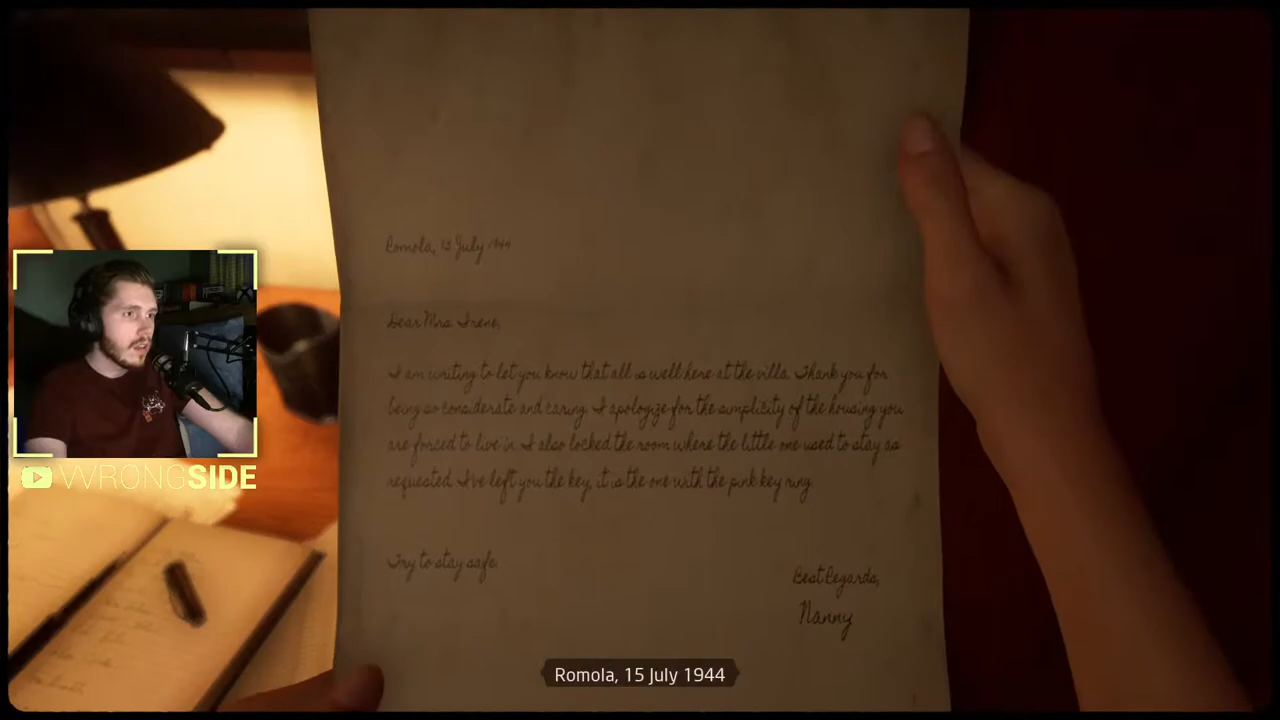 Romola, 15 July 1944
Dear Mrs. Irene,
I am writing to let you know that all is well here at the villa. Thank you for
being so considerate and caring. I apologize for the simplicity of the housing you
are forced to live in. I also locked the room where the little one used to stay as
requested. I've left you the key, it is the one with the pink key ring.
Try to stay safe.
Best Regards,
Nanny
WRONGSIDE
Romola, 15 July 1944